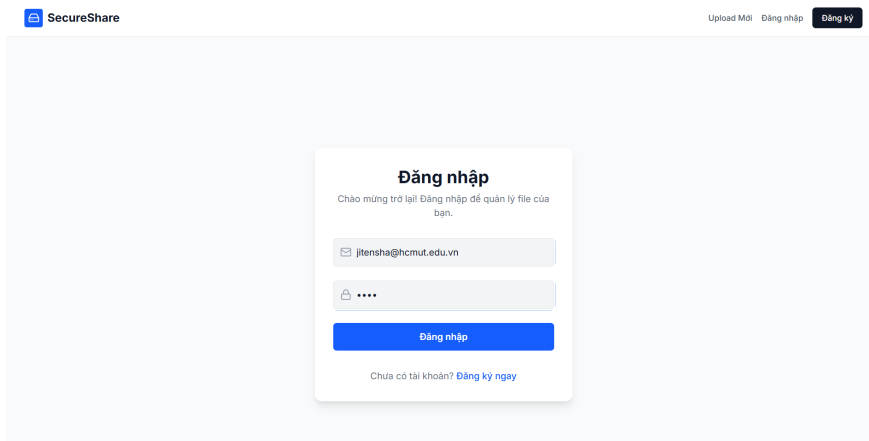 SecureShare
Upload Mới
Đăng nhập
Đăng ký
Đăng nhập
Chào mừng trở lại! Đăng nhập để quản lý file của
bạn.
jitensha@hcmut.edu.vn
••••
Đăng nhập
Chưa có tài khoản? Đăng ký ngay